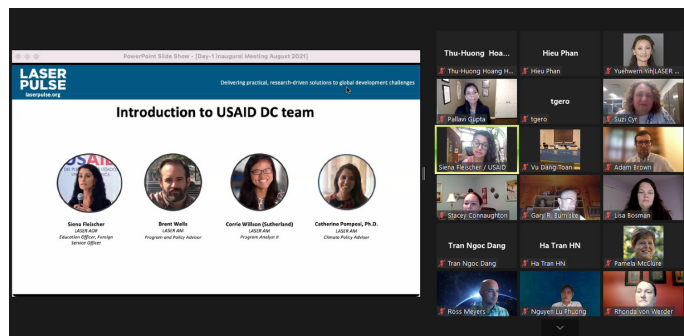 PowerPoint Slide Show - [Day-1 Inaugural Meeting August 2021]
LASER
PULSE
laserpulse.org
Delivering practical, research-driven solutions to global development challenges
Introduction to USAID DC team
USAID
Siena Fleischer
LASER AOR
Education Officer, Foreign
Service Officer
Brent Wells
LASER AM
Program and Policy Advisor
Corrie Willson (Sutherland)
LASER AM
Program Analyst II
Catherine Pomposi, Ph.D.
LASER AM
Climate Policy Advisor
Thu-Huong Hoa...
Thu-Huong Hoang H...
Hieu Phan
Hieu Phan
Yuehwern Yih(LASER ...
Pallavi Gupta
tgero
tgero
Suzi Cyr
Siena Fleischer / USAID
Vu Dang Toan
Adam Brown
Stacey Connaughton
Gary R. Burniske
Lisa Bosman
Tran Ngoc Dang
Tran Ngoc Dang
Ha Tran HN
Ha Tran HN
Pamela McClure
Ross Meyers
Nguyen Lu Phuong
Rhonda von Werder